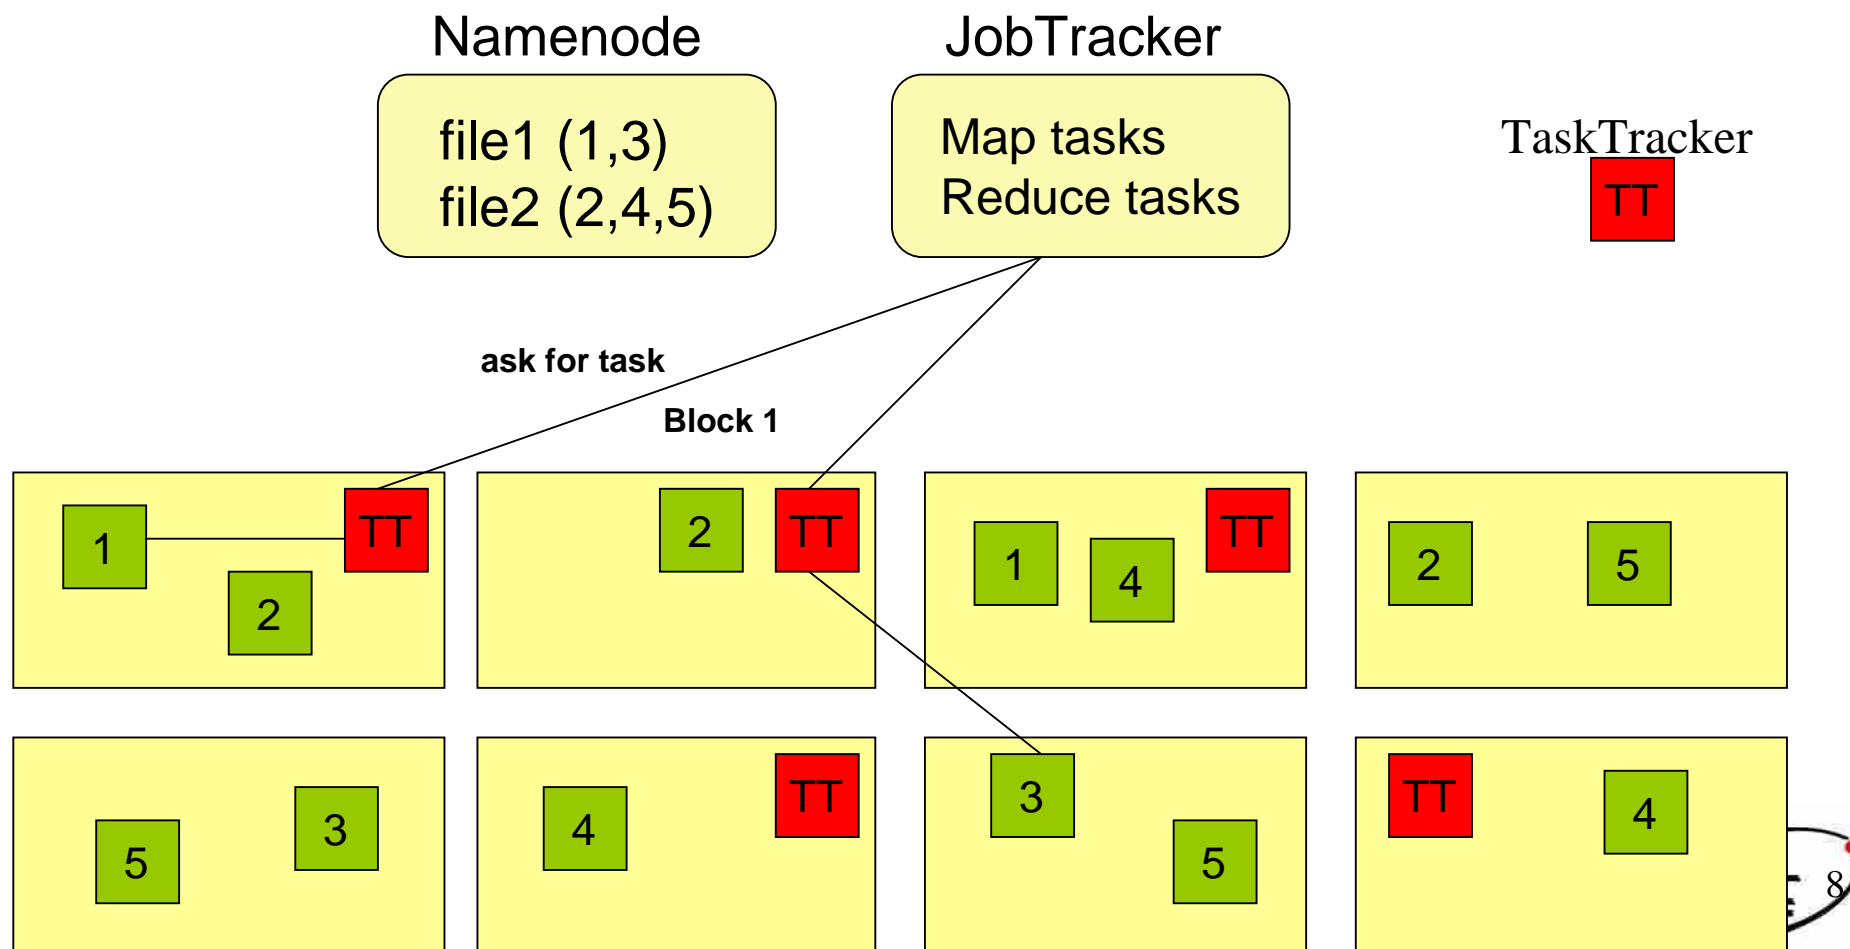 Namenode
JobTracker
file1 (1,3)
file2 (2,4,5)
Map tasks
Reduce tasks
TaskTracker
TT
ask for task
Block 1
1
2
TT
2
TT
1
4
TT
2
5
5
3
4
TT
3
5
TT
4
8